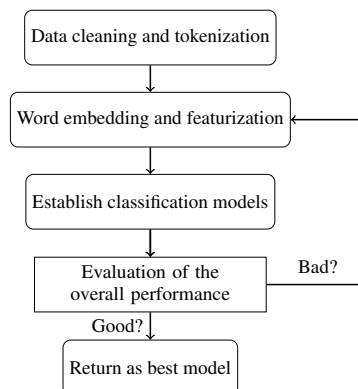 Data cleaning and tokenization
Word embedding and featurization
Establish classification models
Evaluation of the
overall performance
Bad?
Good?
Return as best model